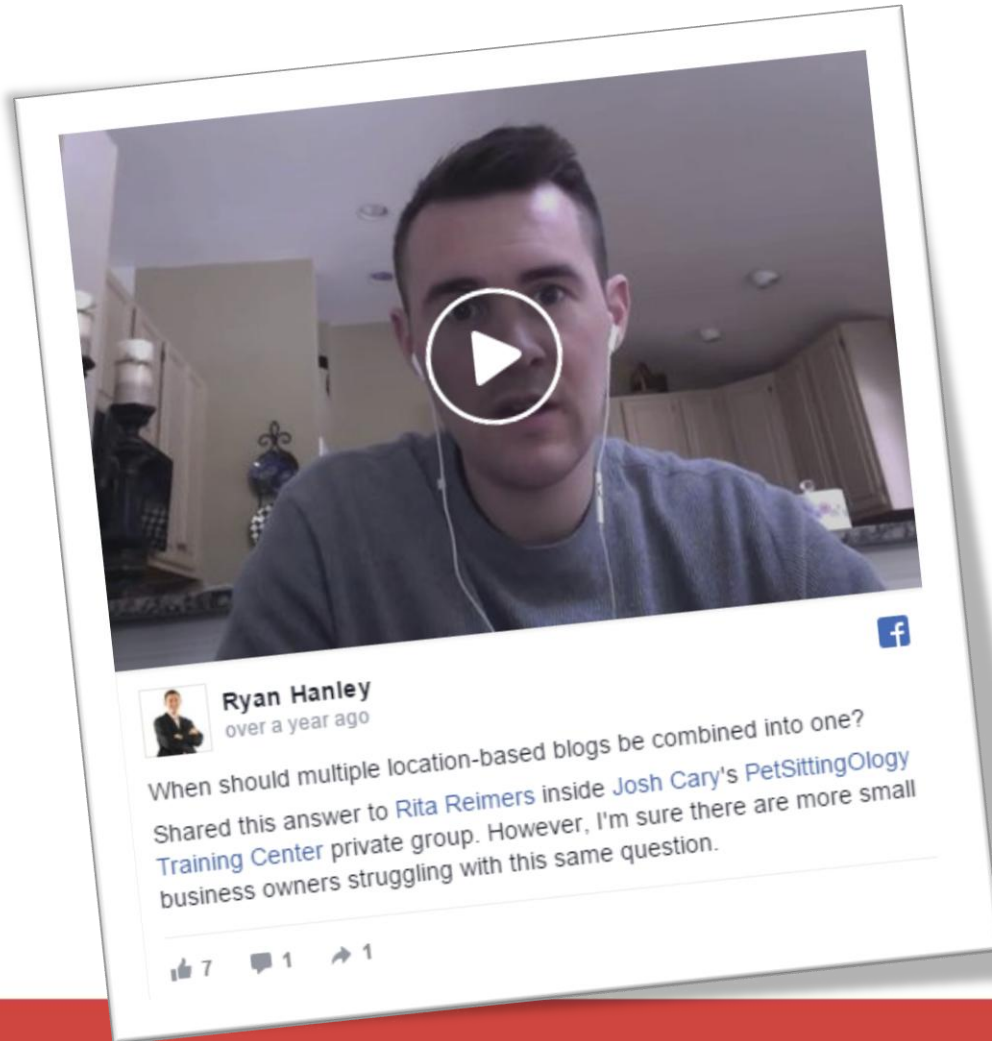 f
Ryan Hanley
over a year ago
When should multiple location-based blogs be combined into one?
Shared this answer to Rita Reimers inside Josh Cary's PetSittingOlogy
Training Center private group. However, I'm sure there are more small
business owners struggling with this same question.
7 1 1